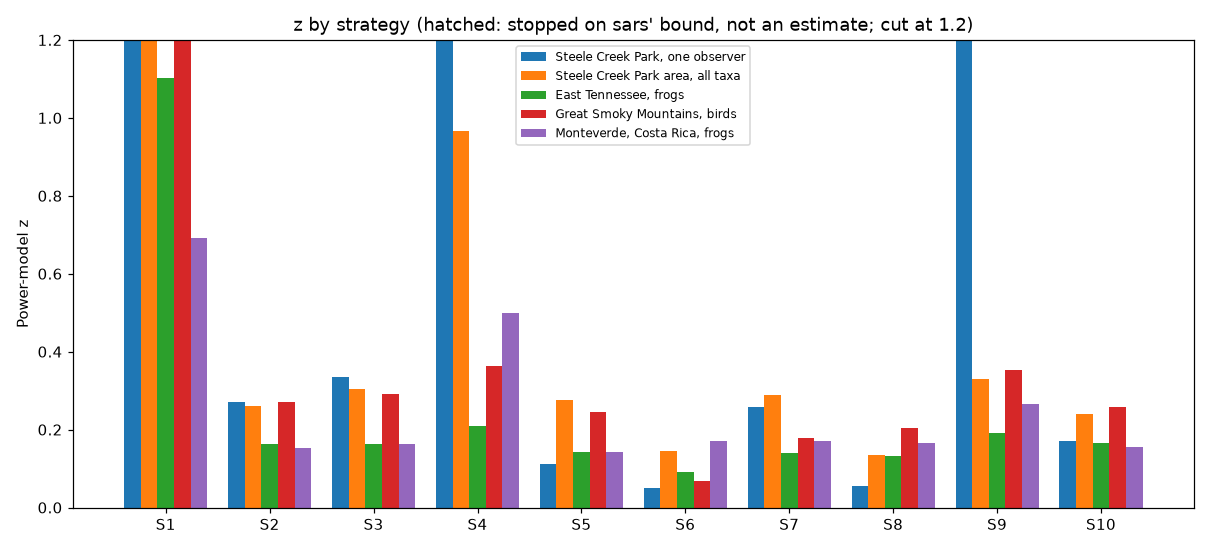 z by strategy (hatched: stopped on sars' bound, not an estimate; cut at 1.2)
Power-model z
1.2
1.0
0.8
0.6
0.4
0.2
0.0
Steele Creek Park, one observer
Steele Creek Park area, all taxa
East Tennessee, frogs
Great Smoky Mountains, birds
Monteverde, Costa Rica, frogs
S1 S2 S3 S4 S5 S6 S7 S8 S9 S10